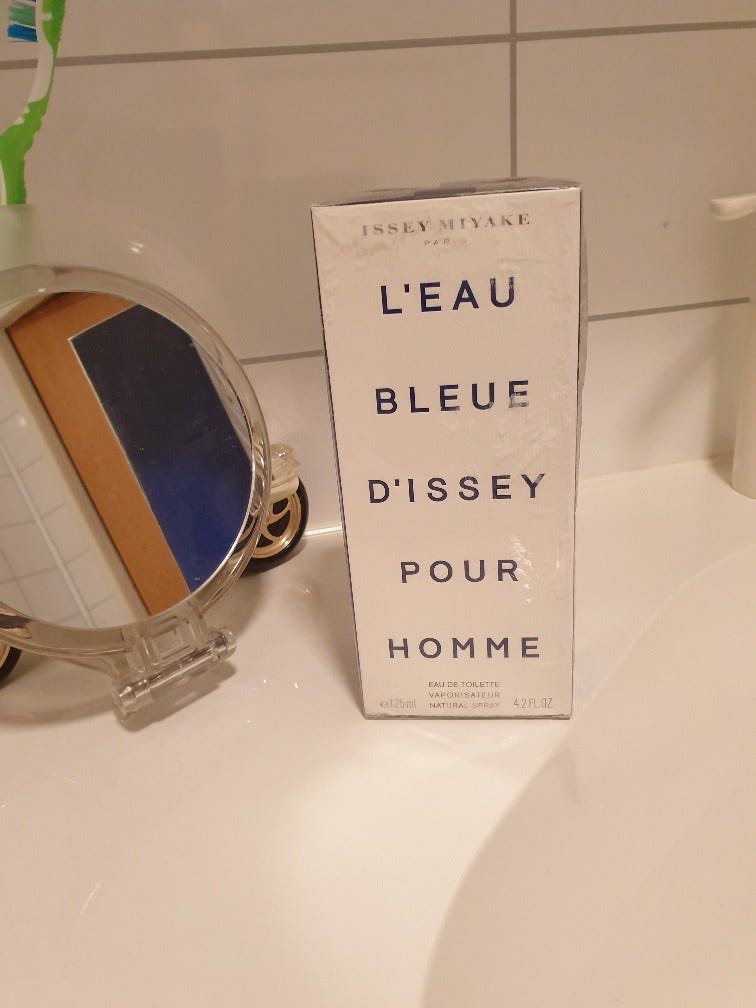 ISSEY MIYAKE
PARIS
L'EAU
BLEUE
D'ISSEY
POUR
HOMME
EAU DE TOILETTE
VAPORISATEUR
℮125ml NATURAL SPRAY 4.2 FL.OZ.